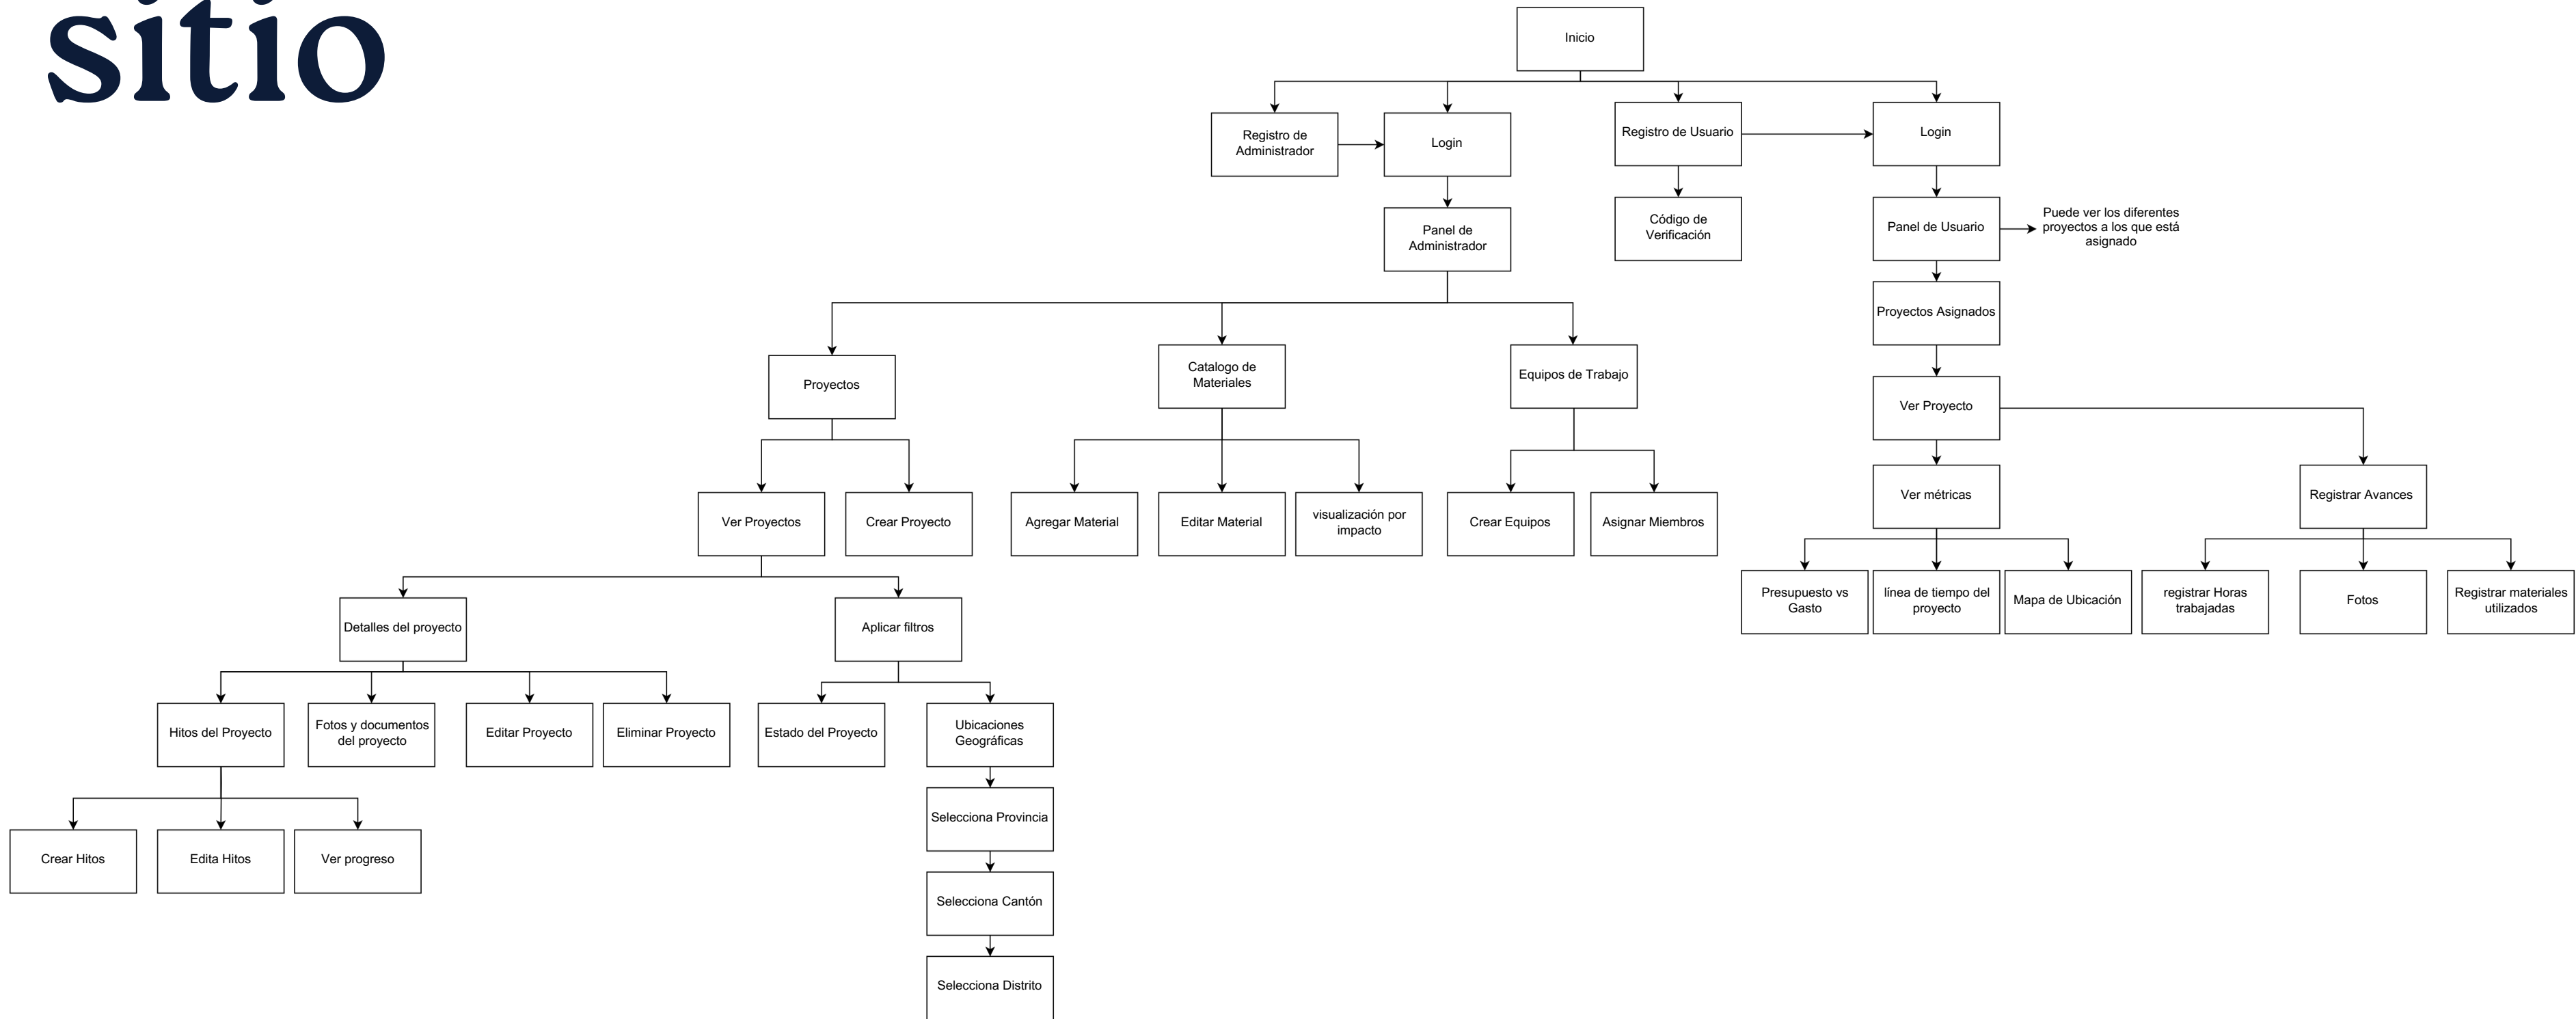 sitio
Inicio
Registro de
Administrador
Login
Registro de Usuario
Login
Panel de
Administrador
Código de
Verificación
Panel de Usuario
Puede ver los diferentes
proyectos a los que está
asignado
Proyectos Asignados
Proyectos
Catalogo de
Materiales
Equipos de Trabajo
Ver Proyecto
Ver Proyectos
Crear Proyecto
Agregar Material
Editar Material
visualización por
impacto
Crear Equipos
Asignar Miembros
Ver métricas
Registrar Avances
Presupuesto vs
Gasto
línea de tiempo del
proyecto
Mapa de Ubicación
registrar Horas
trabajadas
Fotos
Registrar materiales
utilizados
Detalles del proyecto
Aplicar filtros
Hitos del Proyecto
Fotos y documentos
del proyecto
Editar Proyecto
Eliminar Proyecto
Estado del Proyecto
Ubicaciones
Geográficas
Selecciona Provincia
Crear Hitos
Edita Hitos
Ver progreso
Selecciona Cantón
Selecciona Distrito